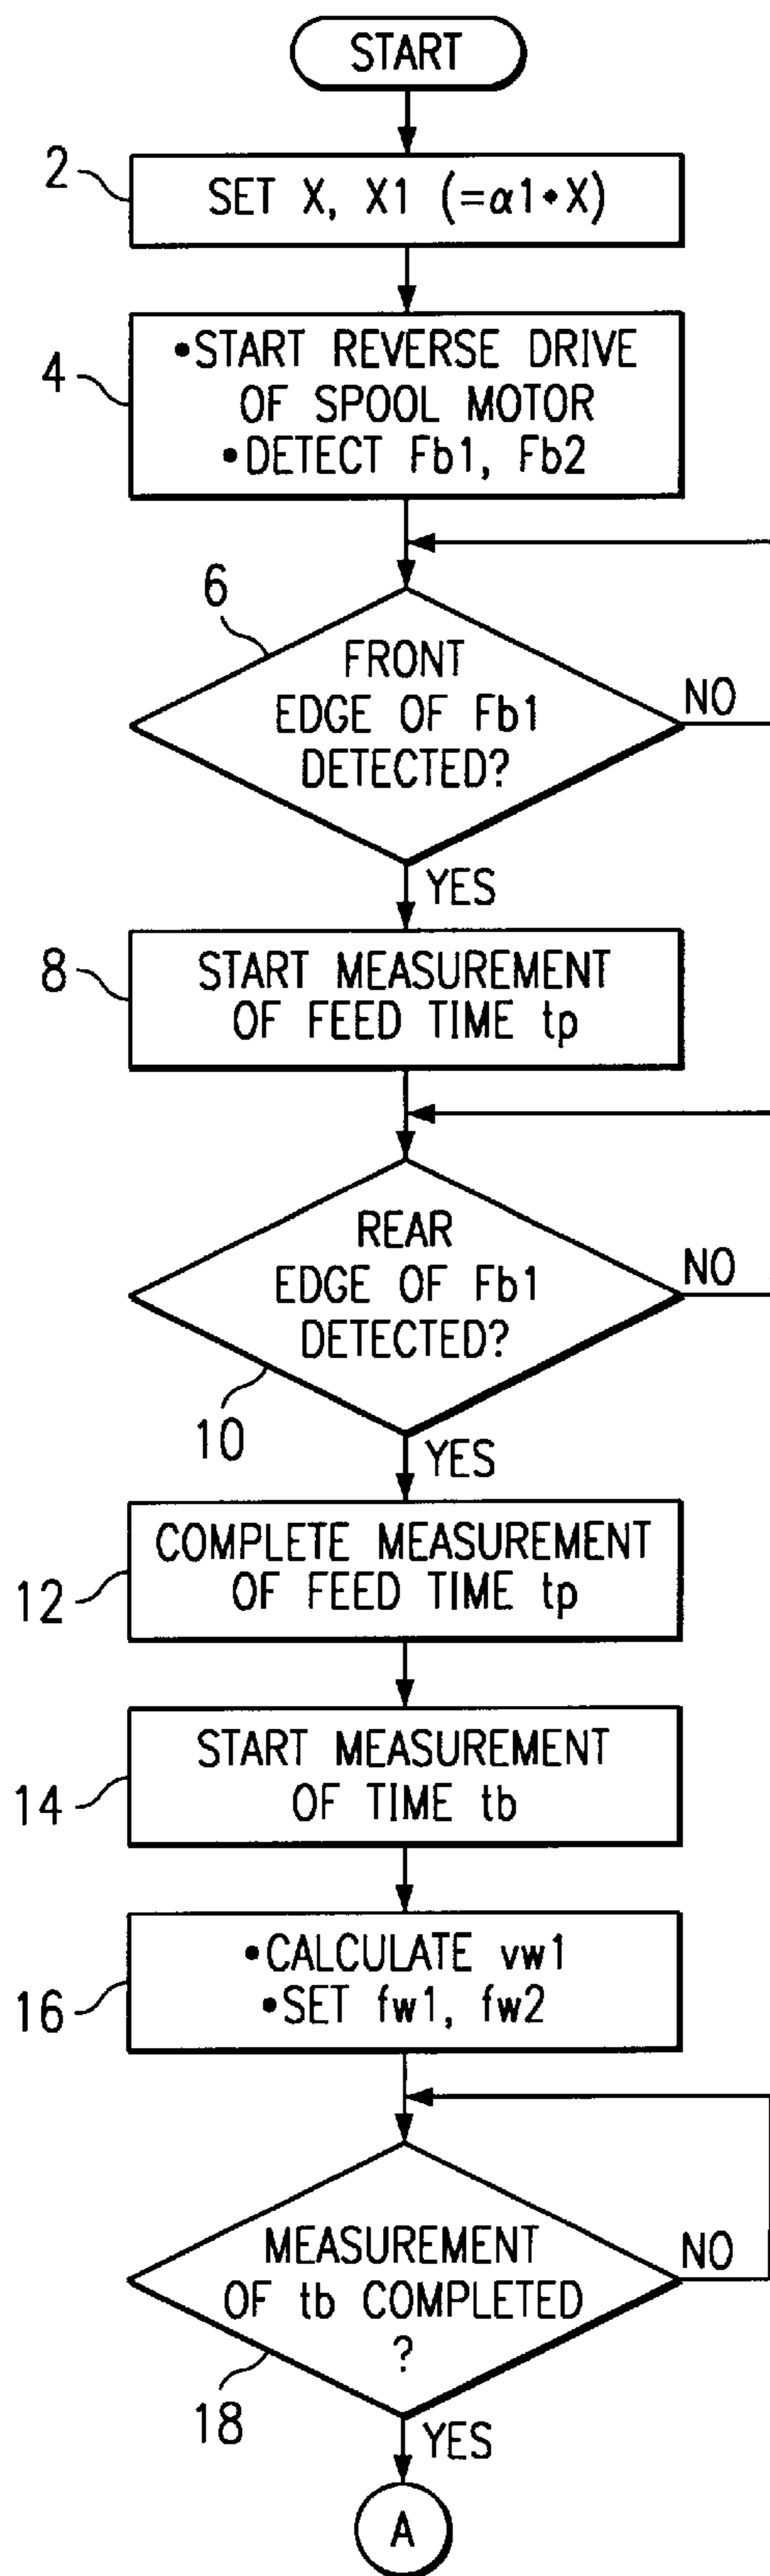 START
2
SET X, X1 (=α1•X)
4
•START REVERSE DRIVE
OF SPOOL MOTOR
•DETECT Fb1, Fb2
6
FRONT
EDGE OF Fb1
DETECTED?
NO
YES
8
START MEASUREMENT
OF FEED TIME tp
REAR
EDGE OF Fb1
DETECTED?
NO
10
YES
12
COMPLETE MEASUREMENT
OF FEED TIME tp
14
START MEASUREMENT
OF TIME tb
16
•CALCULATE vw1
•SET fw1, fw2
MEASUREMENT
OF tb COMPLETED
?
NO
18
YES
A